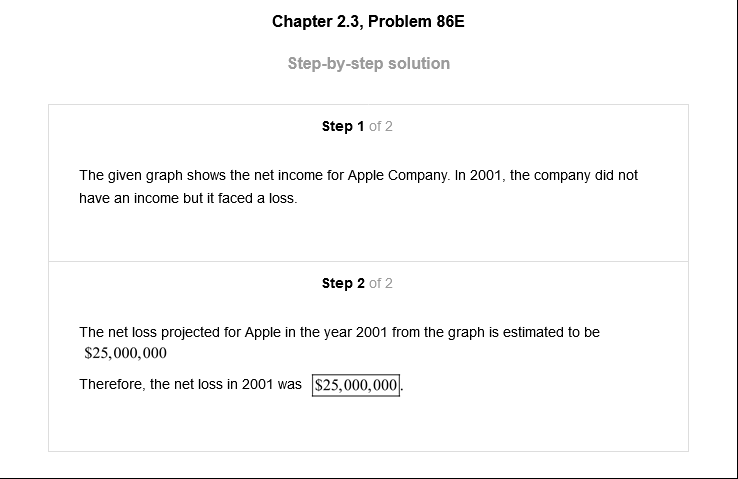 Chapter 2.3, Problem 86E
Step-by-step solution
Step 1 of 2
The given graph shows the net income for Apple Company. In 2001, the company did not
have an income but it faced a loss.
Step 2 of 2
The net loss projected for Apple in the year 2001 from the graph is estimated to be
$25,000,000
Therefore, the net loss in 2001 was $25,000,000.